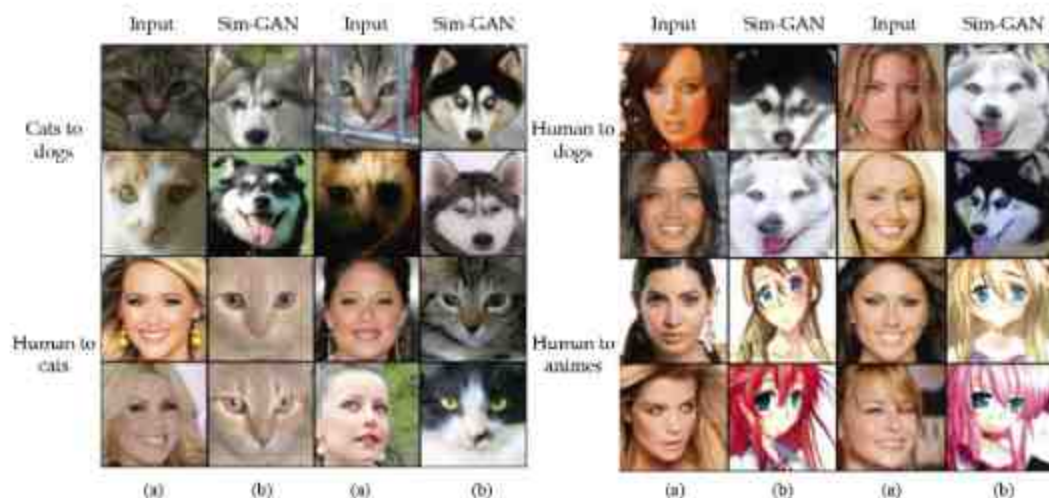 Input Sim-GAN Input Sim-GAN
Input Sim-GAN Input Sim-GAN
Cats to
dogs
Human to
cats
Human to
dogs
Human to
animes
(a) (b) (a) (b)
(a) (b) (a) (b)